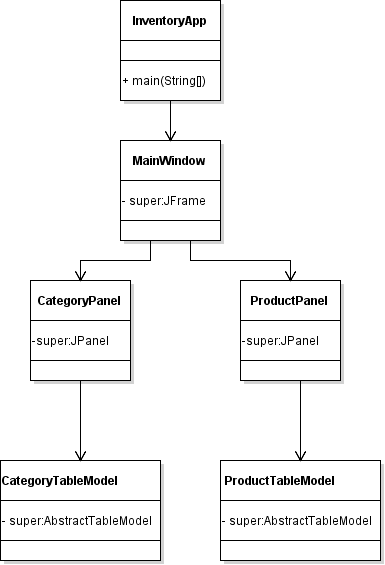 InventoryApp
+ main(String[])
MainWindow
- super:JFrame
CategoryPanel
-super:JPanel
ProductPanel
-super:JPanel
CategoryTableModel
- super:AbstractTableModel
ProductTableModel
- super:AbstractTableModel